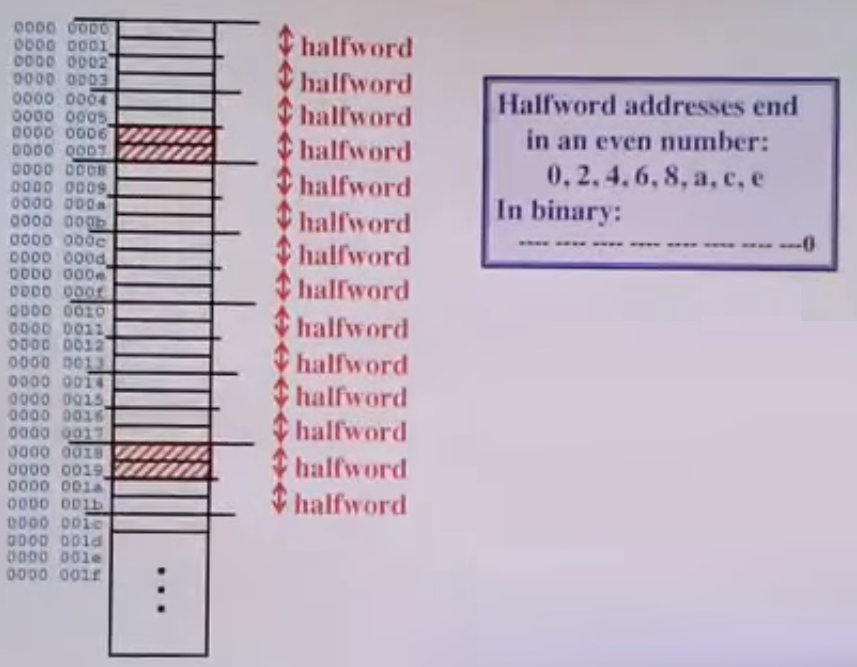 0000 0000
0000 0001
0000 0002
0000 0003
0000 0004
0000 0005
0000 0006
0000 0007
0000 0008
0000 0009
0000 000a
0000 000b
0000 000c
0000 000d
0000 000e
0000 000f
0000 0010
0000 0011
0000 0012
0000 0013
0000 0014
0000 0015
0000 0016
0000 0017
0000 0018
0000 0019
0000 001a
0000 001b
0000 001c
0000 001d
0000 001e
0000 001f
halfword
halfword
halfword
halfword
halfword
halfword
halfword
halfword
halfword
halfword
halfword
halfword
halfword
halfword
Halfword addresses end
in an even number:
0, 2, 4, 6, 8, a, c, e
In binary:
---- ---- ---- ---- ---- ---- ---- ---0